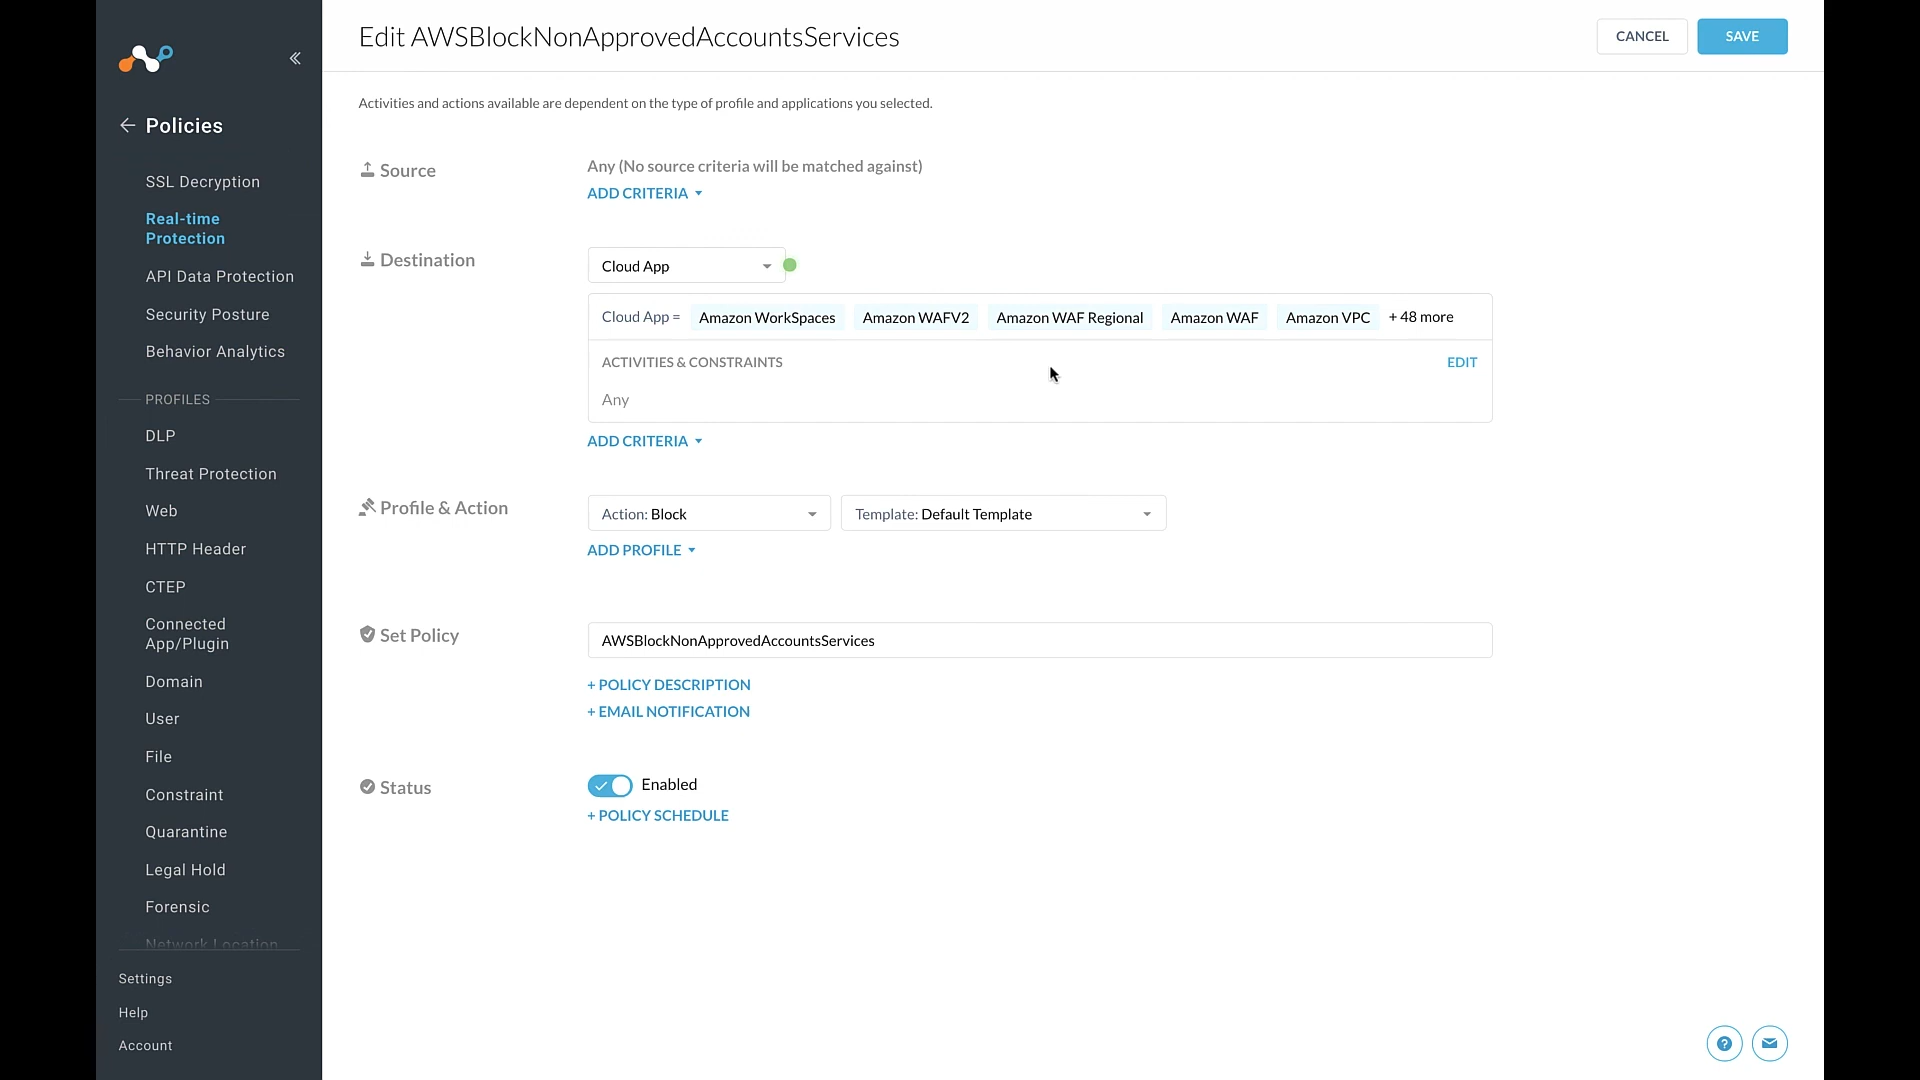 Edit AWSBlockNonApprovedAccountsServices
CANCEL
SAVE
Policies
SSL Decryption
Real-time
Protection
API Data Protection
Security Posture
Behavior Analytics
PROFILES
DLP
Threat Protection
Web
HTTP Header
CTEP
Connected
App/Plugin
Domain
User
File
Constraint
Quarantine
Legal Hold
Forensic
Network Location
Settings
Help
Account
Activities and actions available are dependent on the type of profile and applications you selected.
Source
Any (No source criteria will be matched against)
ADD CRITERIA
Destination
Cloud App
Cloud App = Amazon WorkSpaces Amazon WAFV2 Amazon WAF Regional Amazon WAF Amazon VPC + 48 more
ACTIVITIES & CONSTRAINTS
EDIT
Any
ADD CRITERIA
Profile & Action
Action: Block
Template: Default Template
ADD PROFILE
Set Policy
AWSBlockNonApprovedAccountsServices
+ POLICY DESCRIPTION
+ EMAIL NOTIFICATION
Status
Enabled
+ POLICY SCHEDULE